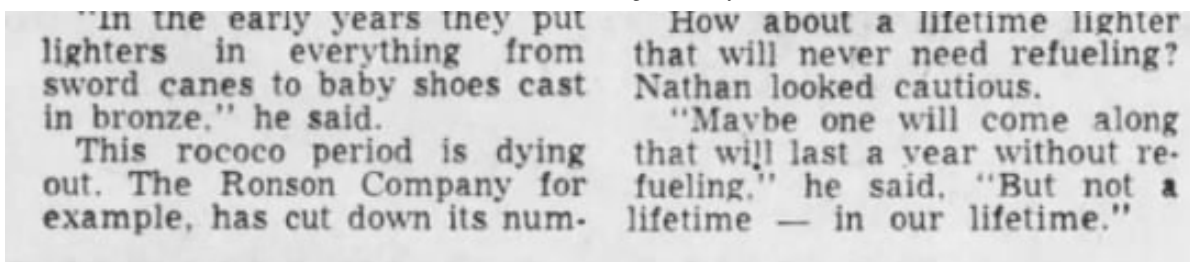 "In the early years they put
lighters in everything from
sword canes to baby shoes cast
in bronze," he said.
This rococo period is dying
out. The Ronson Company for
example, has cut down its num-
How about a lifetime lighter
that will never need refueling?
Nathan looked cautious.
"Maybe one will come along
that will last a year without re-
fueling," he said. "But not a
lifetime — in our lifetime."